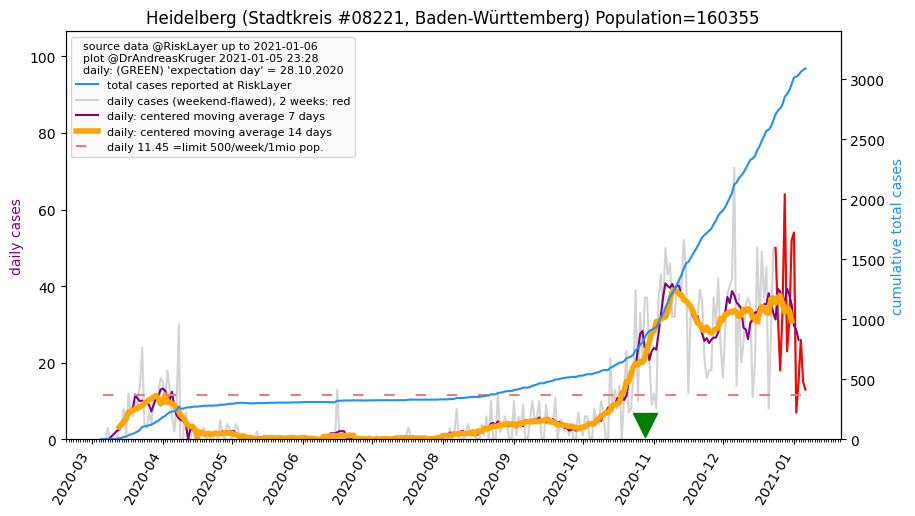 Heidelberg (Stadtkreis #08221, Baden-Württemberg) Population=160355
source data @RiskLayer up to 2021-01-06
plot @DrAndreasKruger 2021-01-05 23:28
daily: (GREEN) 'expectation day' = 28.10.2020
total cases reported at RiskLayer
daily cases (weekend-flawed), 2 weeks: red
daily: centered moving average 7 days
daily: centered moving average 14 days
daily 11.45 =limit 500/week/1mio pop.
daily cases
100
80
60
40
20
0
cumulative total cases
3000
2500
2000
1500
1000
500
0
2020-03
2020-04
2020-05
2020-06
2020-07
2020-08
2020-09
2020-10
2020-11
2020-12
2021-01